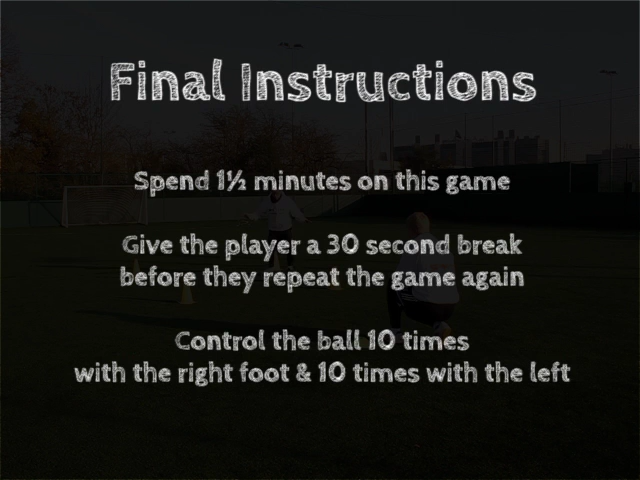 Final Instructions
Spend 1½ minutes on this game
Give the player a 30 second break
before they repeat the game again
Control the ball 10 times
with the right foot & 10 times with the left